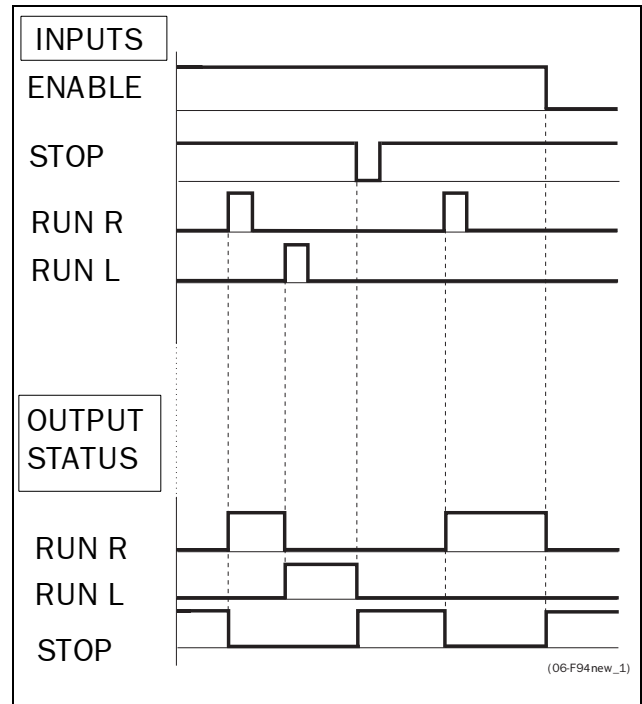 INPUTS
ENABLE
STOP
RUN R
RUN L
OUTPUT
STATUS
RUN R
RUN L
STOP
(06-F94new_1)